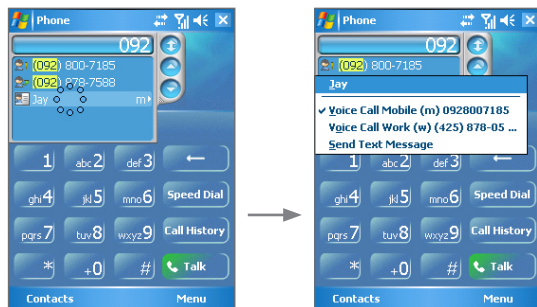 Phone
092
(092) 800-7185
(092) 878-7588
Jay m
1 abc 2 def 3
ghi 4 jkl 5 mno 6 Speed Dial
pqrs 7 tuv 8 wxyz 9 Call History
* +0 # Talk
Contacts Menu
Phone
092
(092) 800-7185
Jay
Voice Call Mobile (m) 0928007185
Voice Call Work (w) (425) 878-05 ...
Send Text Message
1 abc 2 def 3
ghi 4 jkl 5 mno 6 Speed Dial
pqrs 7 tuv 8 wxyz 9 Call History
* +0 # Talk
Contacts Menu